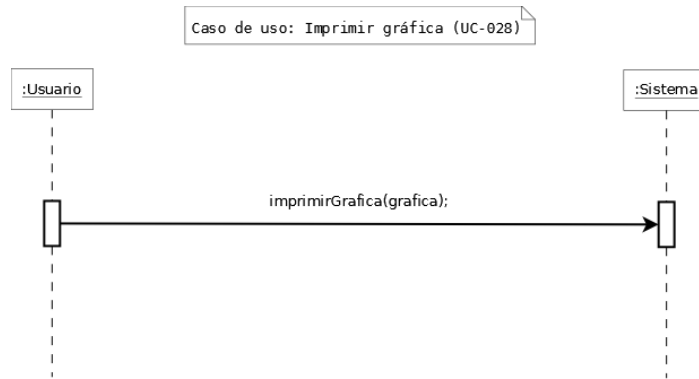 Caso de uso: Imprimir gráfica (UC-028)
:Usuario
:Sistema
imprimirGrafica(grafica);